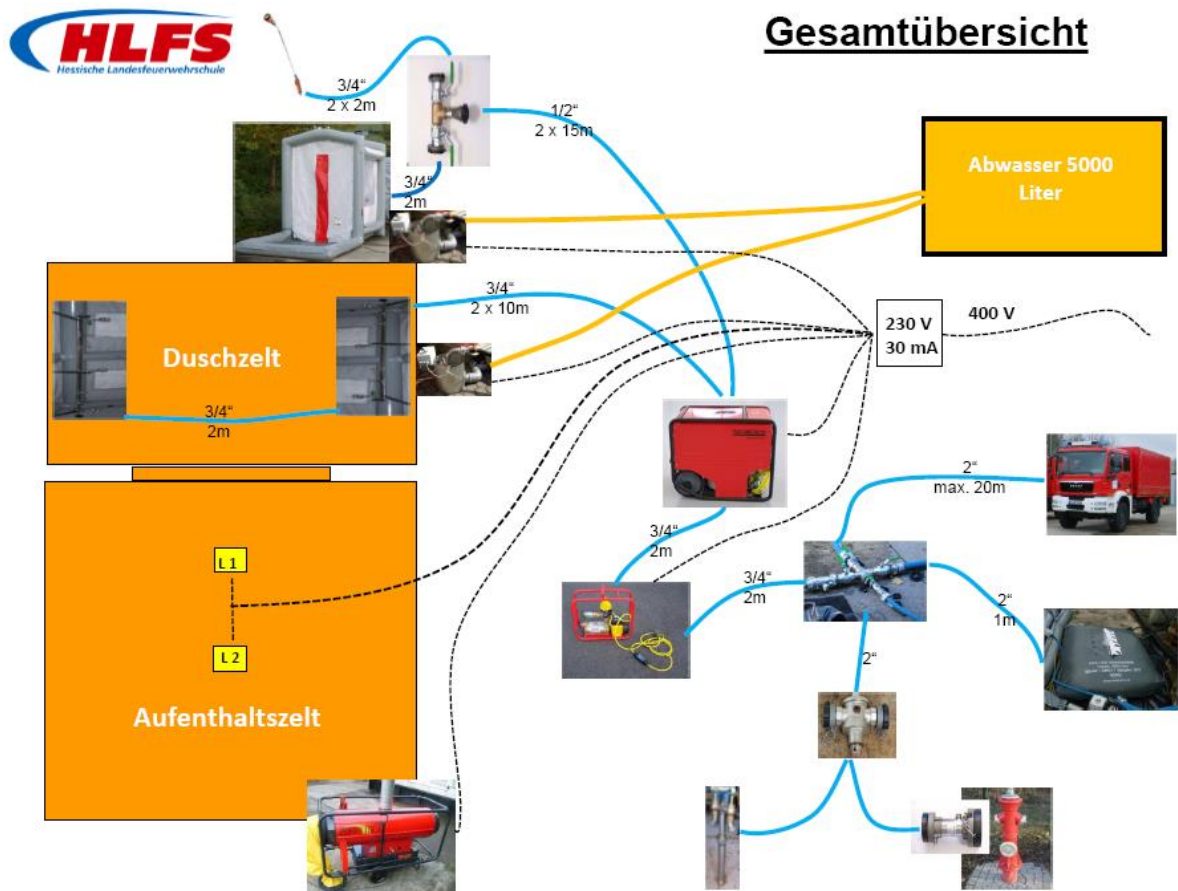 HLFS
Hessische Landesfeuerwehrschule
Gesamtübersicht
3/4“
2 x 2m
1/2“
2 x 15m
Abwasser 5000
Liter
3/4“
2m
3/4“
2 x 10m
400 V
230 V
30 mA
Duschzelt
3/4“
2m
2“
max. 20m
3/4“
2m
L 1
3/4“
2m
2“
1m
L 2
2“
Aufenthaltszelt